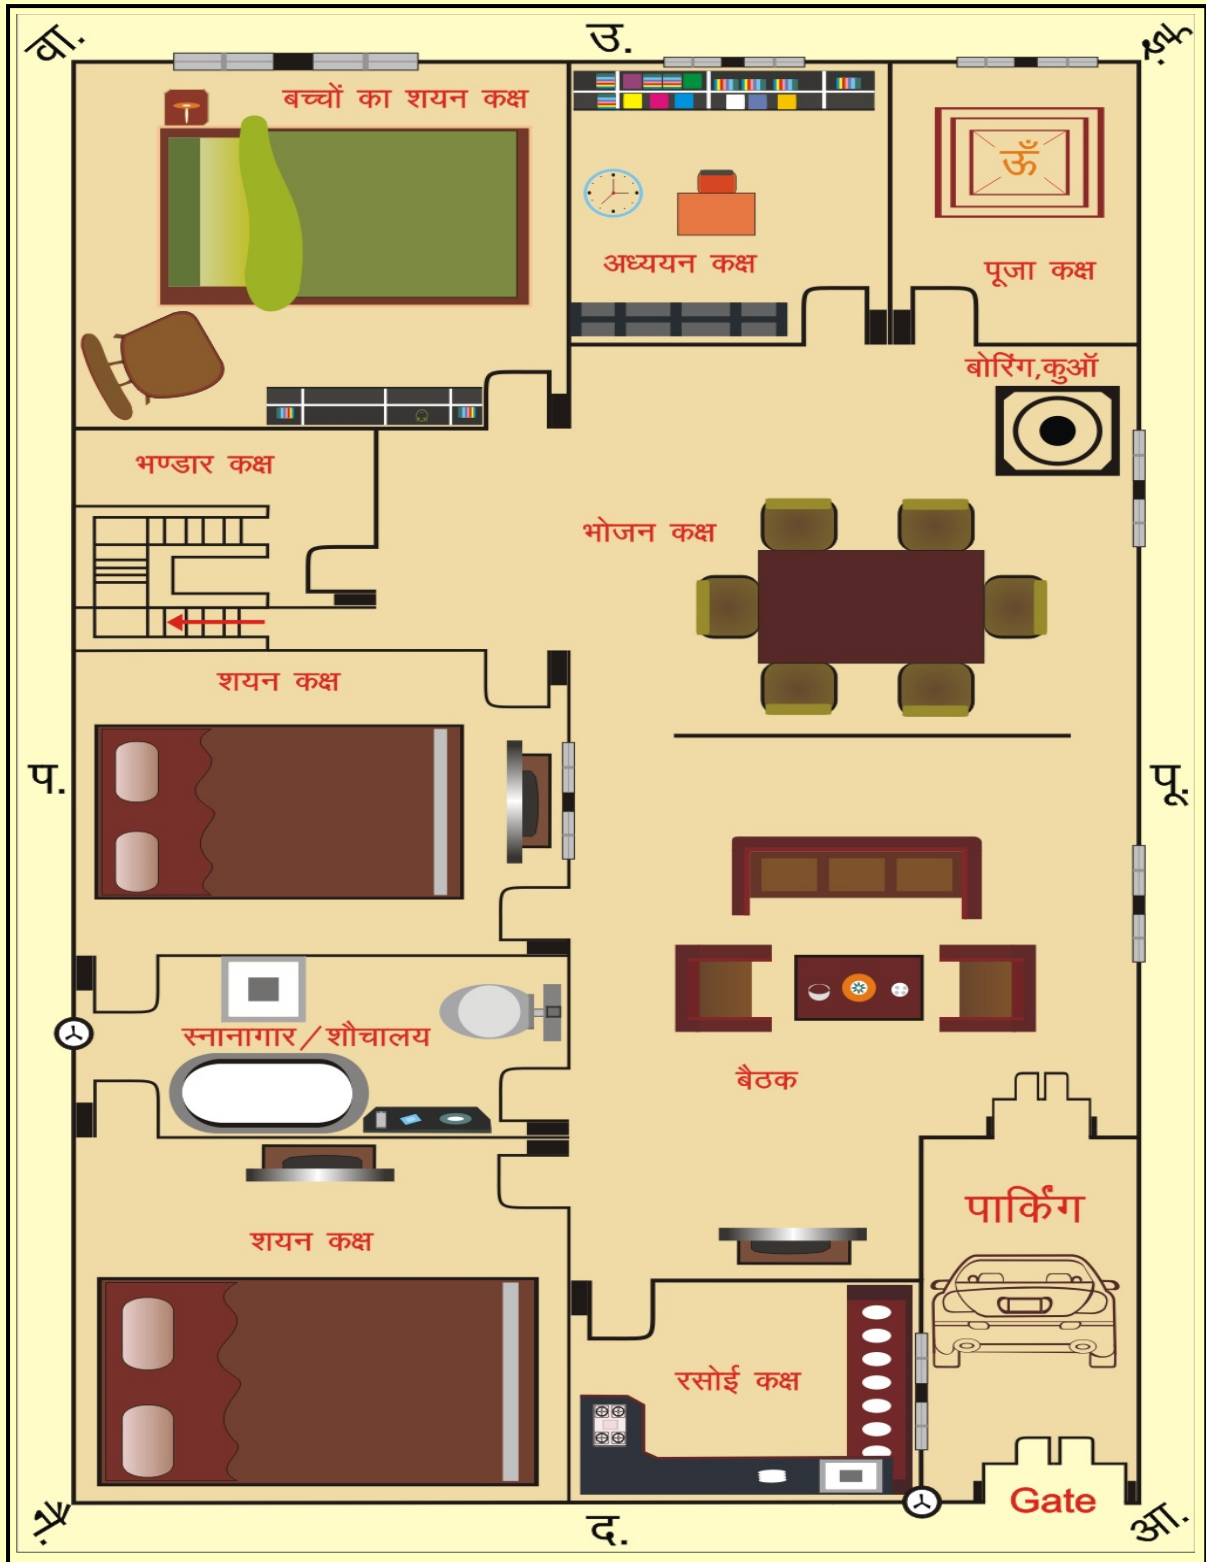 वा.
उ.
ई.
बच्चों का शयन कक्ष
ॐ
अध्ययन कक्ष
पूजा कक्ष
बोरिंग,कुऑ
भण्डार कक्ष
भोजन कक्ष
शयन कक्ष
प.
पू.
स्नानागार/शौचालय
बैठक
पार्किंग
शयन कक्ष
रसोई कक्ष
Gate
नै.
द.
आ.